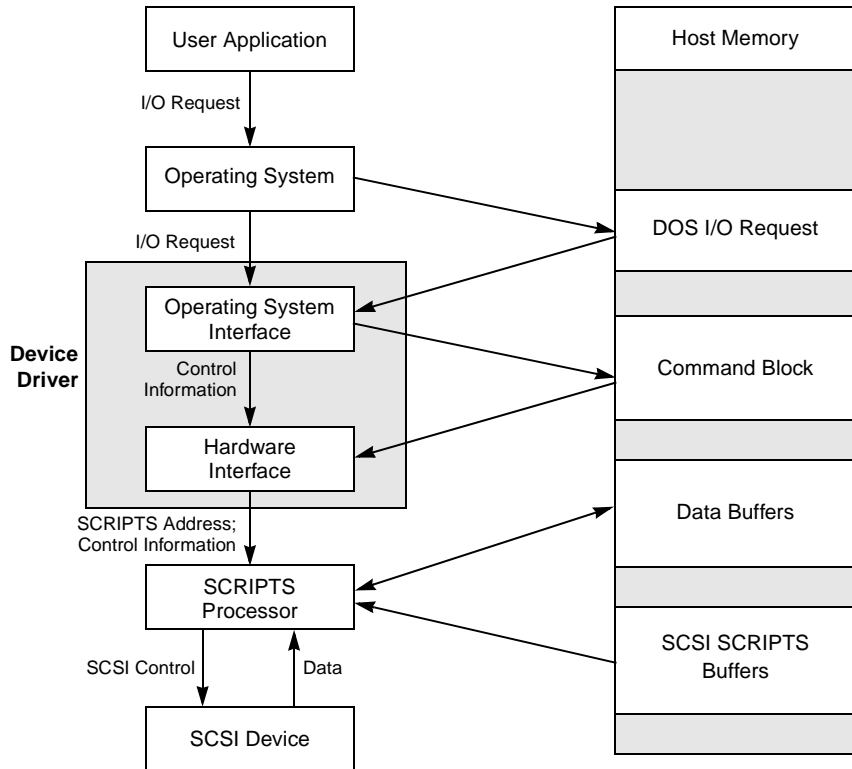 User Application
I/O Request
Operating System
I/O Request
Device
Driver
Operating System
Interface
Control
Information
Hardware
Interface
SCRIPTS Address;
Control Information
SCRIPTS
Processor
SCSI Control
Data
SCSI Device
Host Memory
DOS I/O Request
Command Block
Data Buffers
SCSI SCRIPTS
Buffers